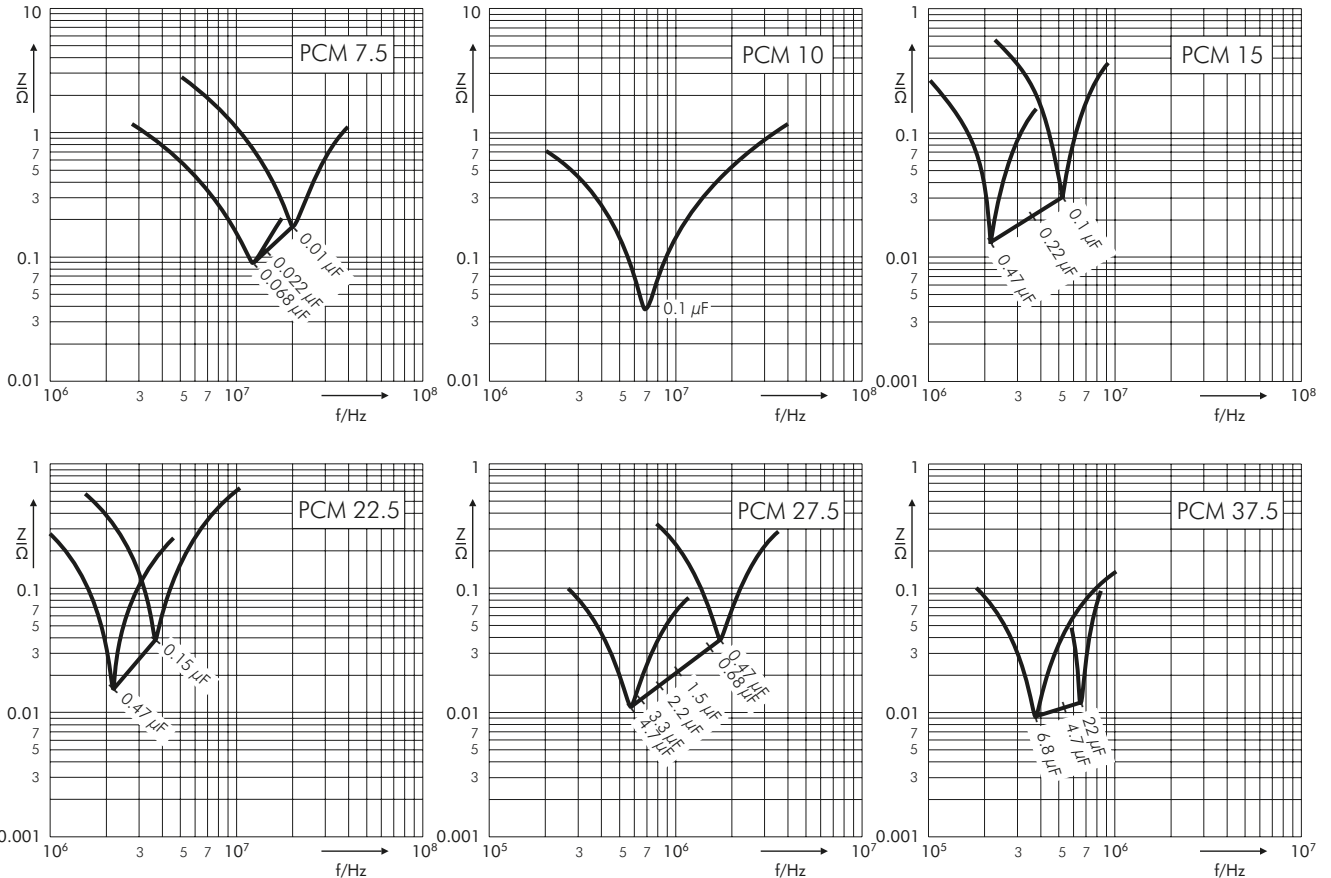 10
PCM 7.5
Z
Ω
1
7
5
3
0.1
7
5
3
0.01
0.01 µF
0.022 µF
0.068 µF
10⁶ 3 5 7 10⁷ 10⁸
f/Hz
10
PCM 10
Z
Ω
1
7
5
3
0.1
7
5
3
0.01
0.1 µF
10⁶ 3 5 7 10⁷ 10⁸
f/Hz
1
PCM 15
Z
Ω
0.1
7
5
3
0.01
7
5
3
0.001
0.1 µF
0.22 µF
0.47 µF
10⁶ 3 5 7 10⁷ 10⁸
f/Hz
1
PCM 22.5
Z
Ω
0.1
7
5
3
0.01
7
5
3
0.001
0.15 µF
0.47 µF
10⁶ 3 5 7 10⁷ 10⁸
f/Hz
1
PCM 27.5
Z
Ω
0.1
7
5
3
0.01
7
5
3
0.001
0.47 µF
0.68 µF
1.5 µF
2.2 µF
3.3 µF
4.7 µF
10⁵ 3 5 7 10⁶ 10⁷
f/Hz
1
PCM 37.5
Z
Ω
0.1
7
5
3
0.01
7
5
3
0.001
22 µF
4.7 µF
6.8 µF
10⁵ 3 5 7 10⁶ 10⁷
f/Hz